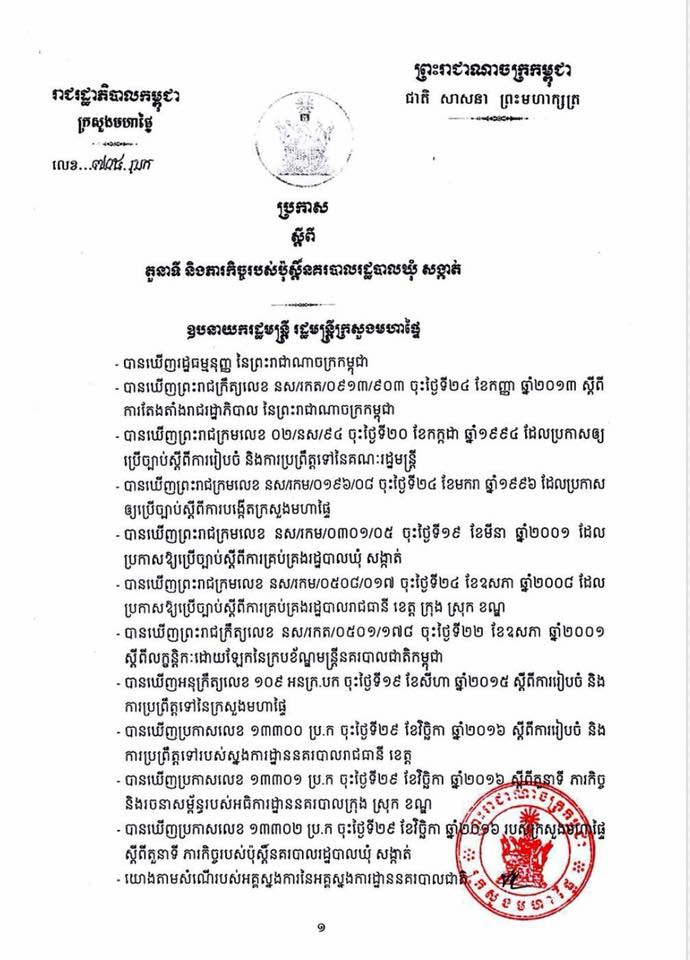 ព្រះរាជាណាចក្រកម្ពុជា
ជាតិ សាសនា ព្រះមហាក្សត្រ
រាជរដ្ឋាភិបាលកម្ពុជា
ក្រសួងមហាផ្ទៃ
លេខ...
ប្រកាស
ស្តីពី
តួនាទី និងភារកិច្ចរបស់ប៉ុស្តិ៍នគរបាលរដ្ឋបាលឃុំ សង្កាត់
ឧបនាយករដ្ឋមន្ត្រី រដ្ឋមន្ត្រីក្រសួងមហាផ្ទៃ
- បានឃើញរដ្ឋធម្មនុញ្ញ នៃព្រះរាជាណាចក្រកម្ពុជា
- បានឃើញព្រះរាជក្រឹត្យលេខ នស/រកត/០៩១៣/៩០៣ ចុះថ្ងៃទី២៤ ខែកញ្ញា ឆ្នាំ២០១៣ ស្តីពី
ការតែងតាំងរាជរដ្ឋាភិបាល នៃព្រះរាជាណាចក្រកម្ពុជា
- បានឃើញព្រះរាជក្រមលេខ ០២/នស/៩៤ ចុះថ្ងៃទី២០ ខែកក្កដា ឆ្នាំ១៩៩៤ ដែលប្រកាសឲ្យ
ប្រើច្បាប់ស្តីពីការរៀបចំ និងការប្រព្រឹត្តទៅនៃគណៈរដ្ឋមន្ត្រី
- បានឃើញព្រះរាជក្រមលេខ នស/រកម/០១៩៦/០៨ ចុះថ្ងៃទី២៤ ខែមករា ឆ្នាំ១៩៩៦ ដែលប្រកាស
ឲ្យប្រើច្បាប់ស្តីពីការបង្កើតក្រសួងមហាផ្ទៃ
- បានឃើញព្រះរាជក្រមលេខ នស/រកម/០៣០១/០៥ ចុះថ្ងៃទី១៩ ខែមីនា ឆ្នាំ២០០១ ដែល
ប្រកាសឱ្យប្រើច្បាប់ស្តីពីការគ្រប់គ្រងរដ្ឋបាលឃុំ សង្កាត់
- បានឃើញព្រះរាជក្រមលេខ នស/រកម/០៥០៨/០១៧ ចុះថ្ងៃទី២៤ ខែឧសភា ឆ្នាំ២០០៨ ដែល
ប្រកាសឱ្យប្រើច្បាប់ស្តីពីការគ្រប់គ្រងរដ្ឋបាលរាជធានី ខេត្ត ក្រុង ស្រុក ខណ្ឌ
- បានឃើញព្រះរាជក្រឹត្យលេខ នស/រកត/០៥០១/១៧៨ ចុះថ្ងៃទី២២ ខែឧសភា ឆ្នាំ២០០១
ស្តីពីលក្ខន្តិកៈដោយឡែកនៃក្របខ័ណ្ឌមន្ត្រីនគរបាលជាតិកម្ពុជា
- បានឃើញអនុក្រឹត្យលេខ ១០៩ អនក្រ.បក ចុះថ្ងៃទី១៩ ខែសីហា ឆ្នាំ២០១៥ ស្តីពីការរៀបចំ និង
ការប្រព្រឹត្តទៅនៃក្រសួងមហាផ្ទៃ
- បានឃើញប្រកាសលេខ ១៣៣០០ ប្រ.ក ចុះថ្ងៃទី២៩ ខែវិច្ឆិកា ឆ្នាំ២០១៦ ស្តីពីការរៀបចំ និង
ការប្រព្រឹត្តទៅរបស់ស្នងការដ្ឋាននគរបាលរាជធានី ខេត្ត
- បានឃើញប្រកាសលេខ ១៣៣០១ ប្រ.ក ចុះថ្ងៃទី២៩ ខែវិច្ឆិកា ឆ្នាំ២០១៦ ស្តីពីតួនាទី ភារកិច្ច
និងរចនាសម្ព័ន្ធរបស់អធិការដ្ឋាននគរបាលក្រុង ស្រុក ខណ្ឌ
- បានឃើញប្រកាសលេខ ១៣៣០២ ប្រ.ក ចុះថ្ងៃទី២៩ ខែវិច្ឆិកា ឆ្នាំ២០១៦ របស់ក្រសួងមហាផ្ទៃ
ស្តីពីតួនាទី ភារកិច្ចរបស់ប៉ុស្តិ៍នគរបាលរដ្ឋបាលឃុំ សង្កាត់
- យោងតាមសំណើរបស់អគ្គស្នងការនៃអគ្គស្នងការដ្ឋាននគរបាលជាតិ
ព្រះរាជាណាចក្រកម្ពុជា
ក្រសួងមហាផ្ទៃ
១